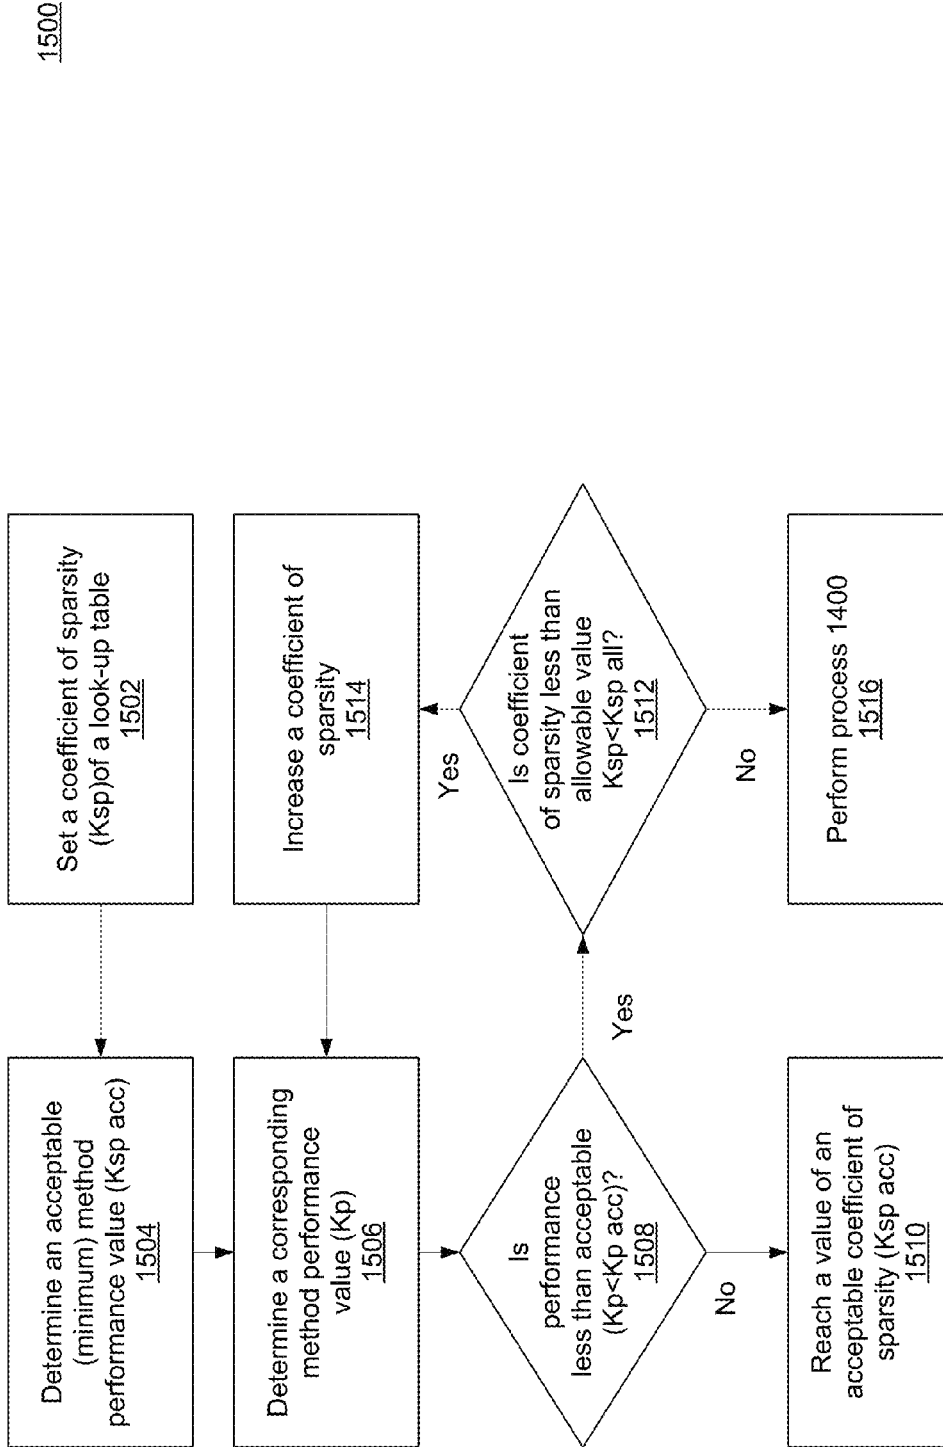 1500
Set a coefficient of sparsity
(Ksp)of a look-up table
1502
Determine an acceptable
(minimum) method
performance value (Ksp acc)
1504
Increase a coefficient of
sparsity
1514
Determine a corresponding
method performance
value (Kp)
1506
Yes
Is
performance
less than acceptable
(Kp<Kp acc)?
1508
Yes
Is coefficient
of sparsity less than
allowable value
Ksp<Ksp all?
1512
No
No
Reach a value of an
acceptable coefficient of
sparsity (Ksp acc)
1510
Perform process 1400
1516